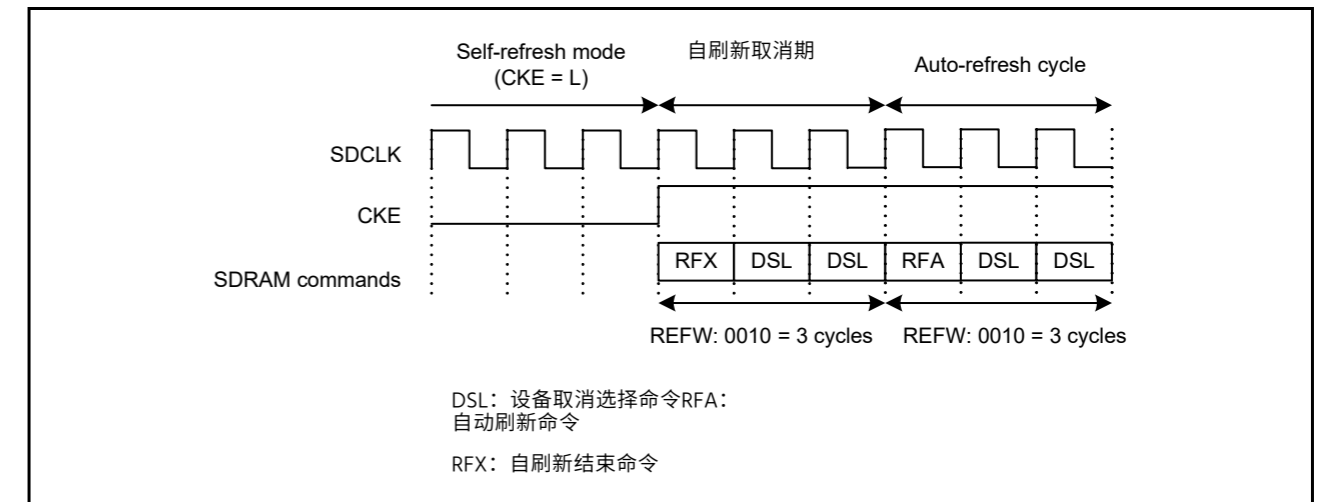 Self-refresh mode
(CKE = L)
自刷新取消期
Auto-refresh cycle
SDCLK
CKE
SDRAM commands
RFX DSL DSL RFA DSL DSL
REFW: 0010 = 3 cycles
REFW: 0010 = 3 cycles
DSL：设备取消选择命令RFA：
自动刷新命令
RFX：自刷新结束命令